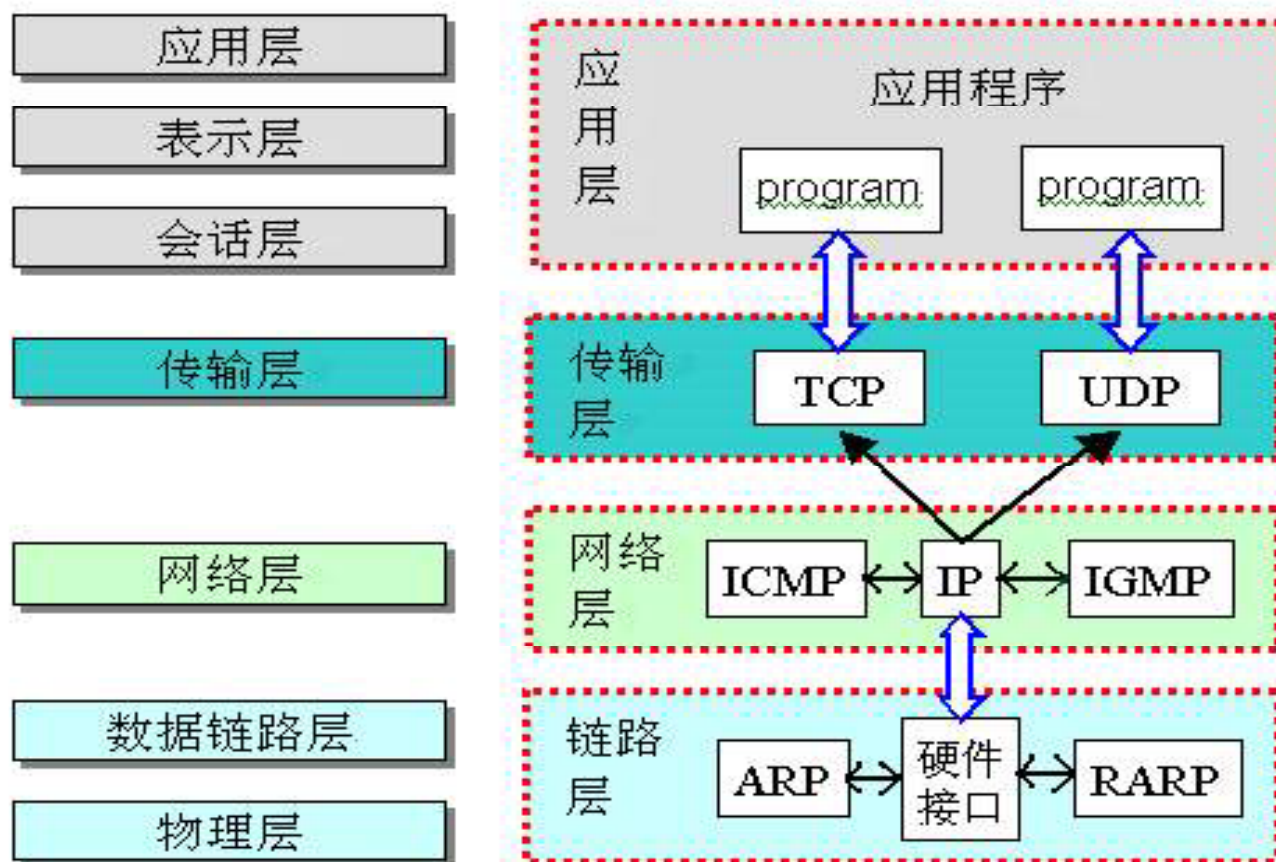 应用层
表示层
会话层
传输层
网络层
数据链路层
物理层
应
用
层
应用程序
program
program
传输
层
TCP
UDP
网络
层
ICMP
IP
IGMP
链路
层
ARP
硬件
接口
RARP